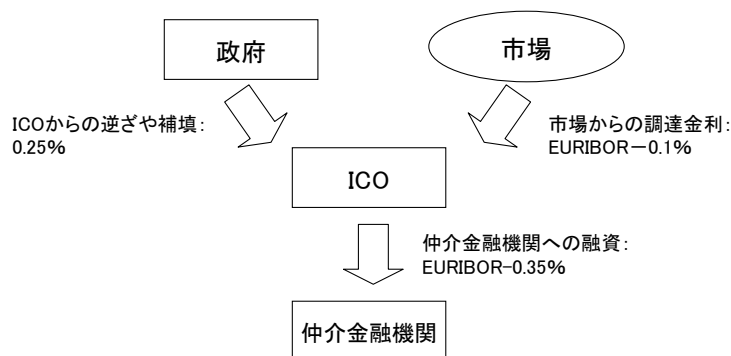 政府
市場
ICOからの逆ざや補填:
0.25%
市場からの調達金利:
EURIBOR－0.1%
ICO
仲介金融機関への融資:
EURIBOR-0.35%
仲介金融機関